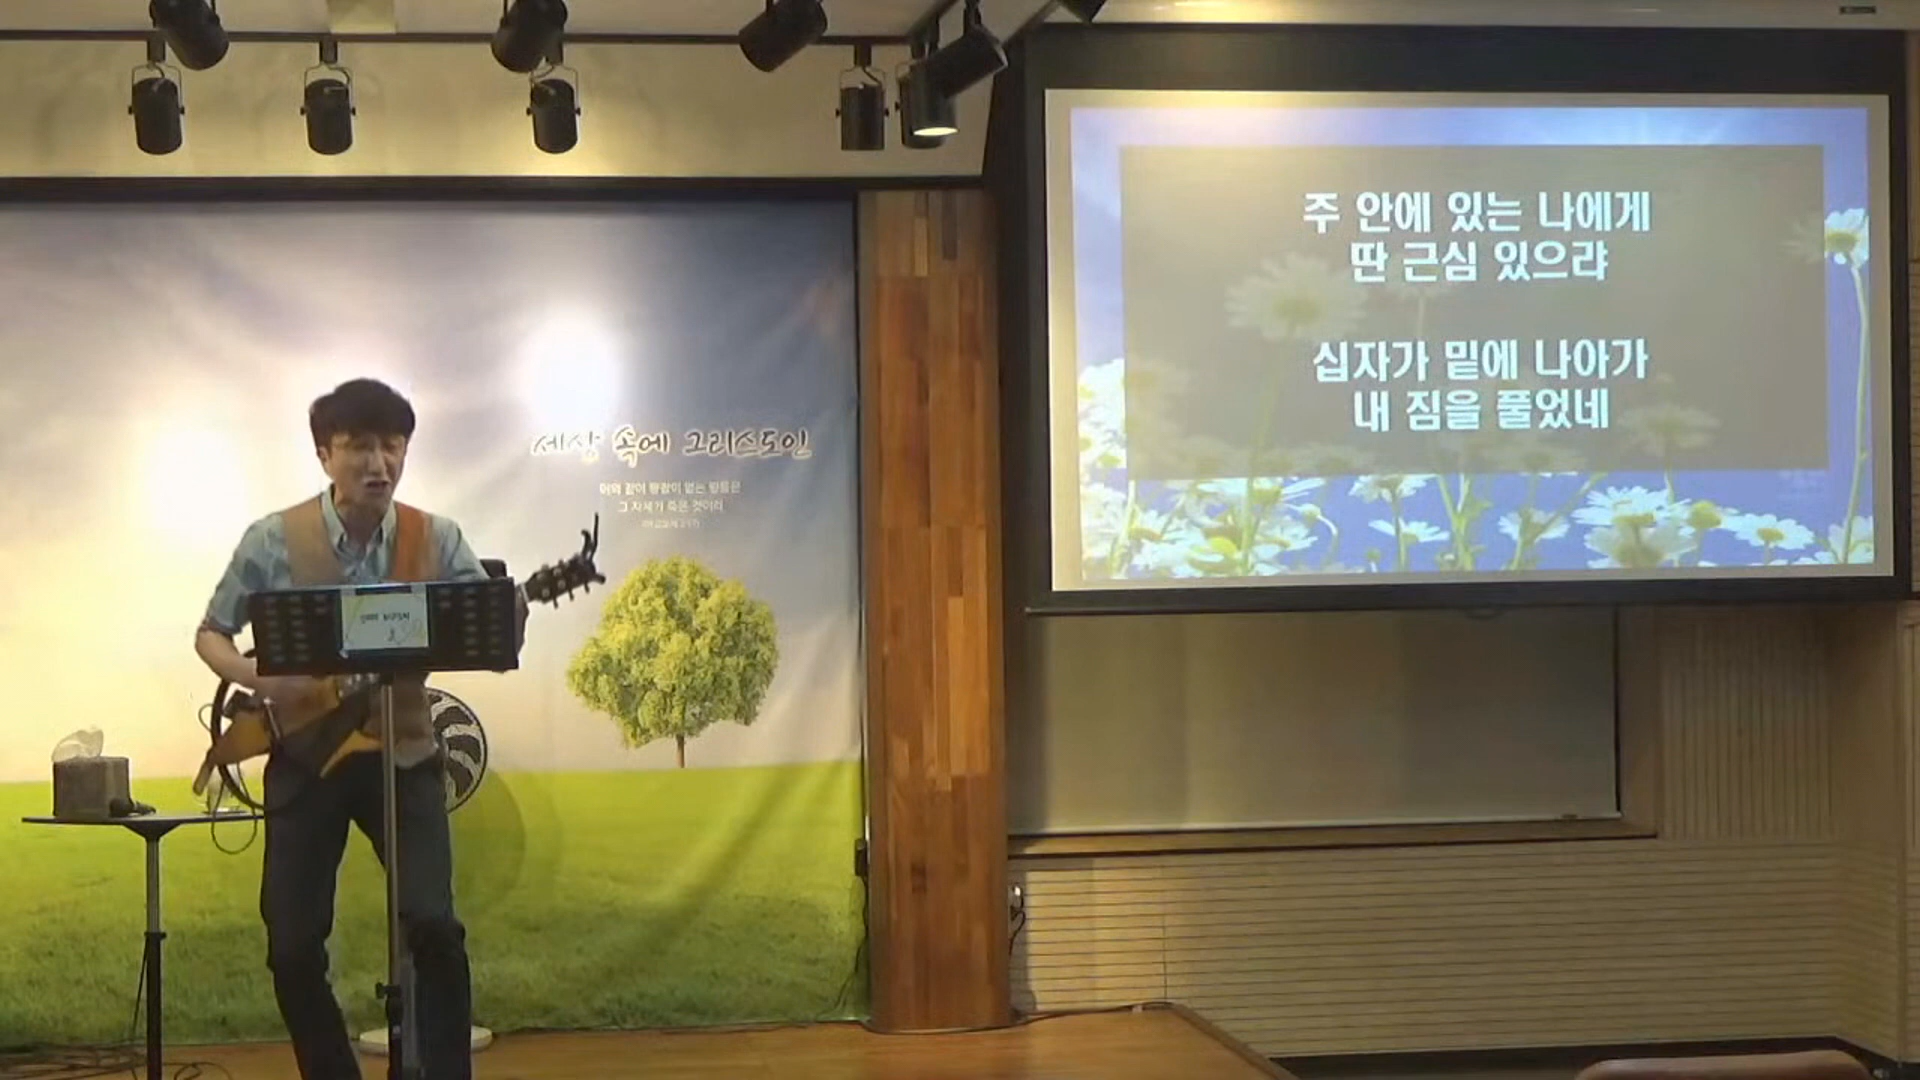 세상 속에 그리스도인
주 안에 있는 나에게
딴 근심 있으랴
십자가 밑에 나아가
내 짐을 풀었네